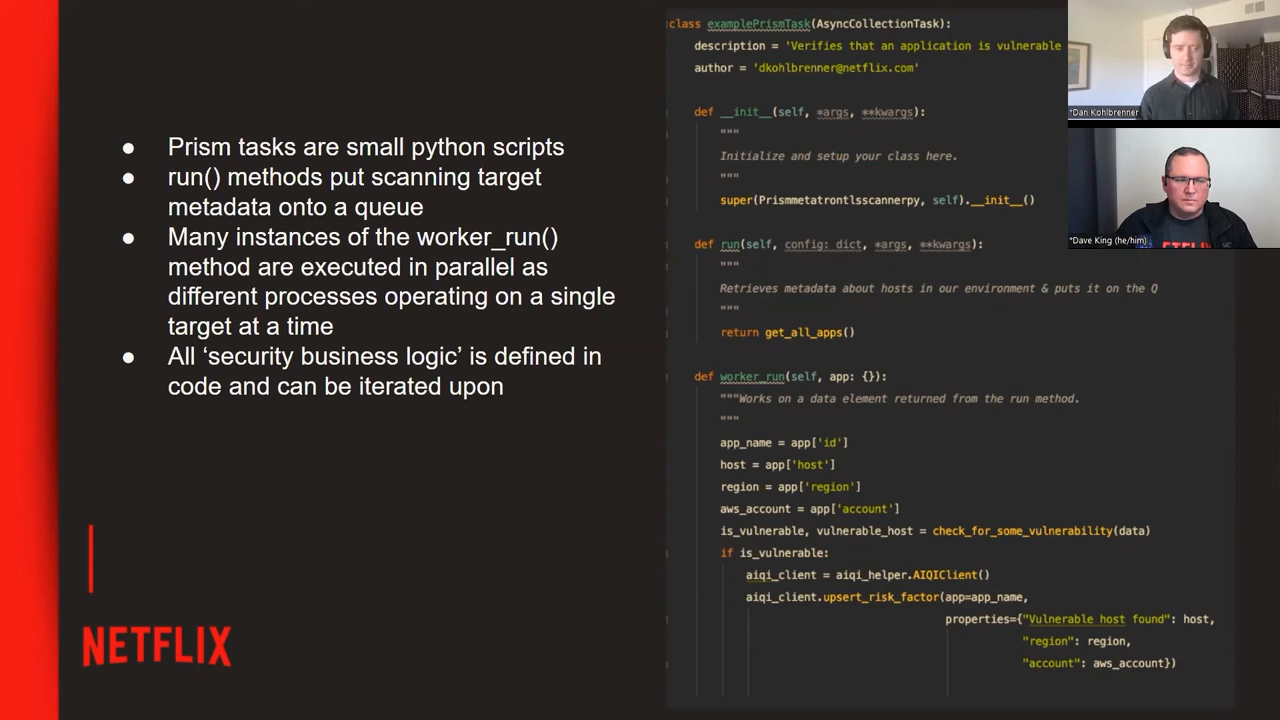 ● Prism tasks are small python scripts
● run() methods put scanning target
metadata onto a queue
● Many instances of the worker_run()
method are executed in parallel as
different processes operating on a single
target at a time
● All ‘security business logic’ is defined in
code and can be iterated upon
NETFLIX
class examplePrismTask(AsyncCollectionTask):
description = 'Verifies that an application is vulnerable
author = 'dkohlbrenner@netflix.com'
def __init__(self, *args, **kwargs):
"""
Initialize and setup your class here.
"""
super(Prismmetatrontlsscannerpy, self).__init__()
def run(self, config: dict, *args, **kwargs):
"""
Retrieves metadata about hosts in our environment & puts it on the Q
"""
return get_all_apps()
def worker_run(self, app: {}):
"""Works on a data element returned from the run method.
"""
app_name = app['id']
host = app['host']
region = app['region']
aws_account = app['account']
is_vulnerable, vulnerable_host = check_for_some_vulnerability(data)
if is_vulnerable:
aiqi_client = aiqi_helper.AIQIClient()
aiqi_client.upsert_risk_factor(app=app_name,
properties={"Vulnerable host found": host,
"region": region,
"account": aws_account})
*Dan Kohlbrenner
NETFLIX
*Dave King (he/him)